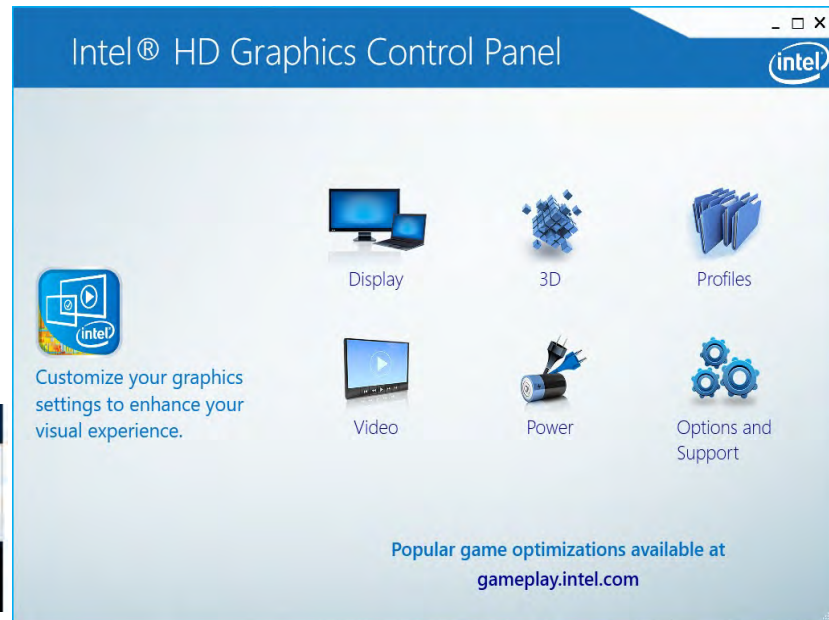 Intel® HD Graphics Control Panel
intel
Display
3D
Profiles
intel
Customize your graphics
settings to enhance your
visual experience.
Video
Power
Options and
Support
Popular game optimizations available at
gameplay.intel.com